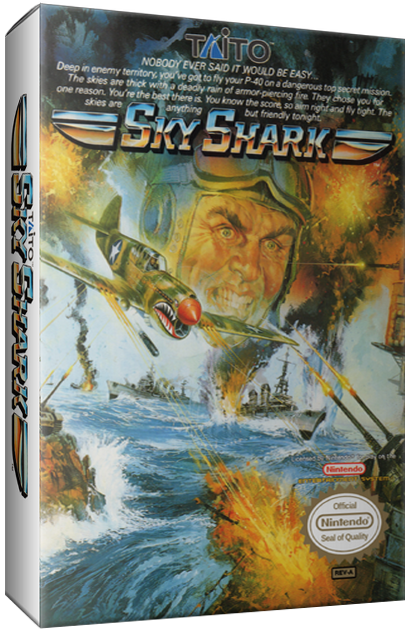 TAITO
NOBODY EVER SAID IT WOULD BE EASY...
Deep in enemy territory, you've got to fly your P-40 on a dangerous top secret mission.
The skies are thick with a deadly rain of armor-piercing fire. They chose you for
one reason. You're the best there is. You know the score, so aim right and fly tight. The
skies are anything but friendly tonight.
SKY SHARK
TAITO
SKY SHARK
Licensed by
Nintendo
ENTERTAINMENT SYSTEM
Official
Nintendo
Seal of Quality
REV-A